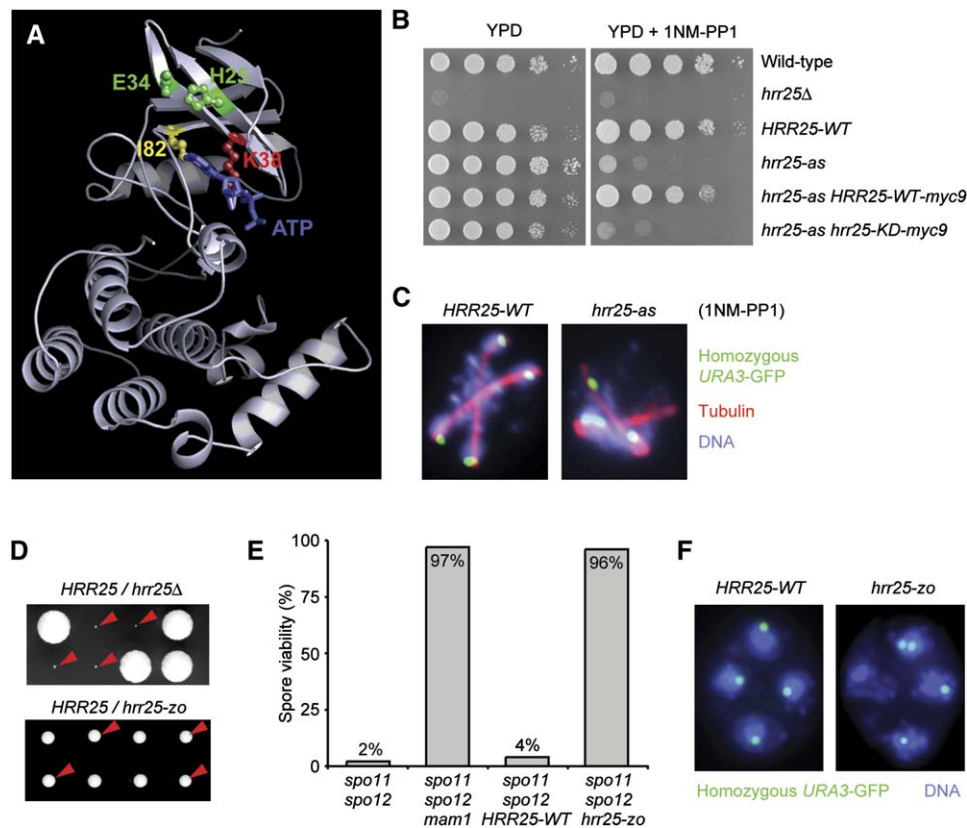 A
E34
H25
I82
K38
ATP
B
YPD
YPD + 1NM-PP1
Wild-type
hrr25Δ
HRR25-WT
hrr25-as
hrr25-as HRR25-WT-myc9
hrr25-as hrr25-KD-myc9
C
HRR25-WT
hrr25-as
(1NM-PP1)
Homozygous
URA3-GFP
Tubulin
DNA
D
HRR25 / hrr25Δ
HRR25 / hrr25-zo
E
Spore viability (%)
100
75
50
25
0
2%
97%
4%
96%
spo11 spo11 spo11 spo11
spo12 spo12 spo12 spo12
mam1 HRR25-WT hrr25-zo
F
HRR25-WT
hrr25-zo
Homozygous URA3-GFP
DNA